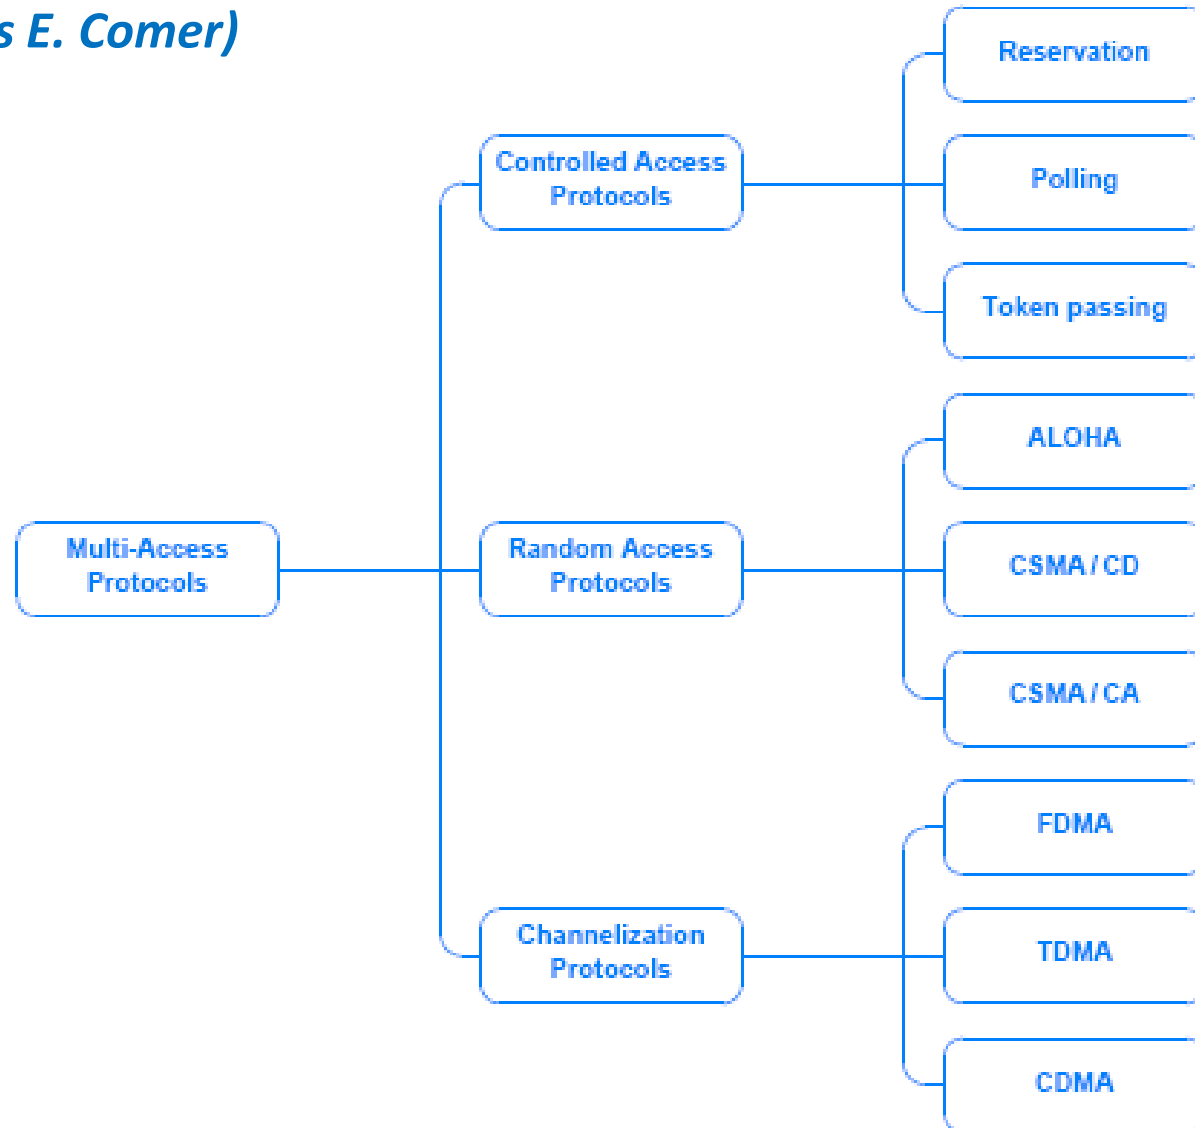 s E. Comer)
Reservation
Controlled Access
Protocols
Polling
Token passing
ALOHA
Multi-Access
Protocols
Random Access
Protocols
CSMA / CD
CSMA / CA
FDMA
Channelization
Protocols
TDMA
CDMA